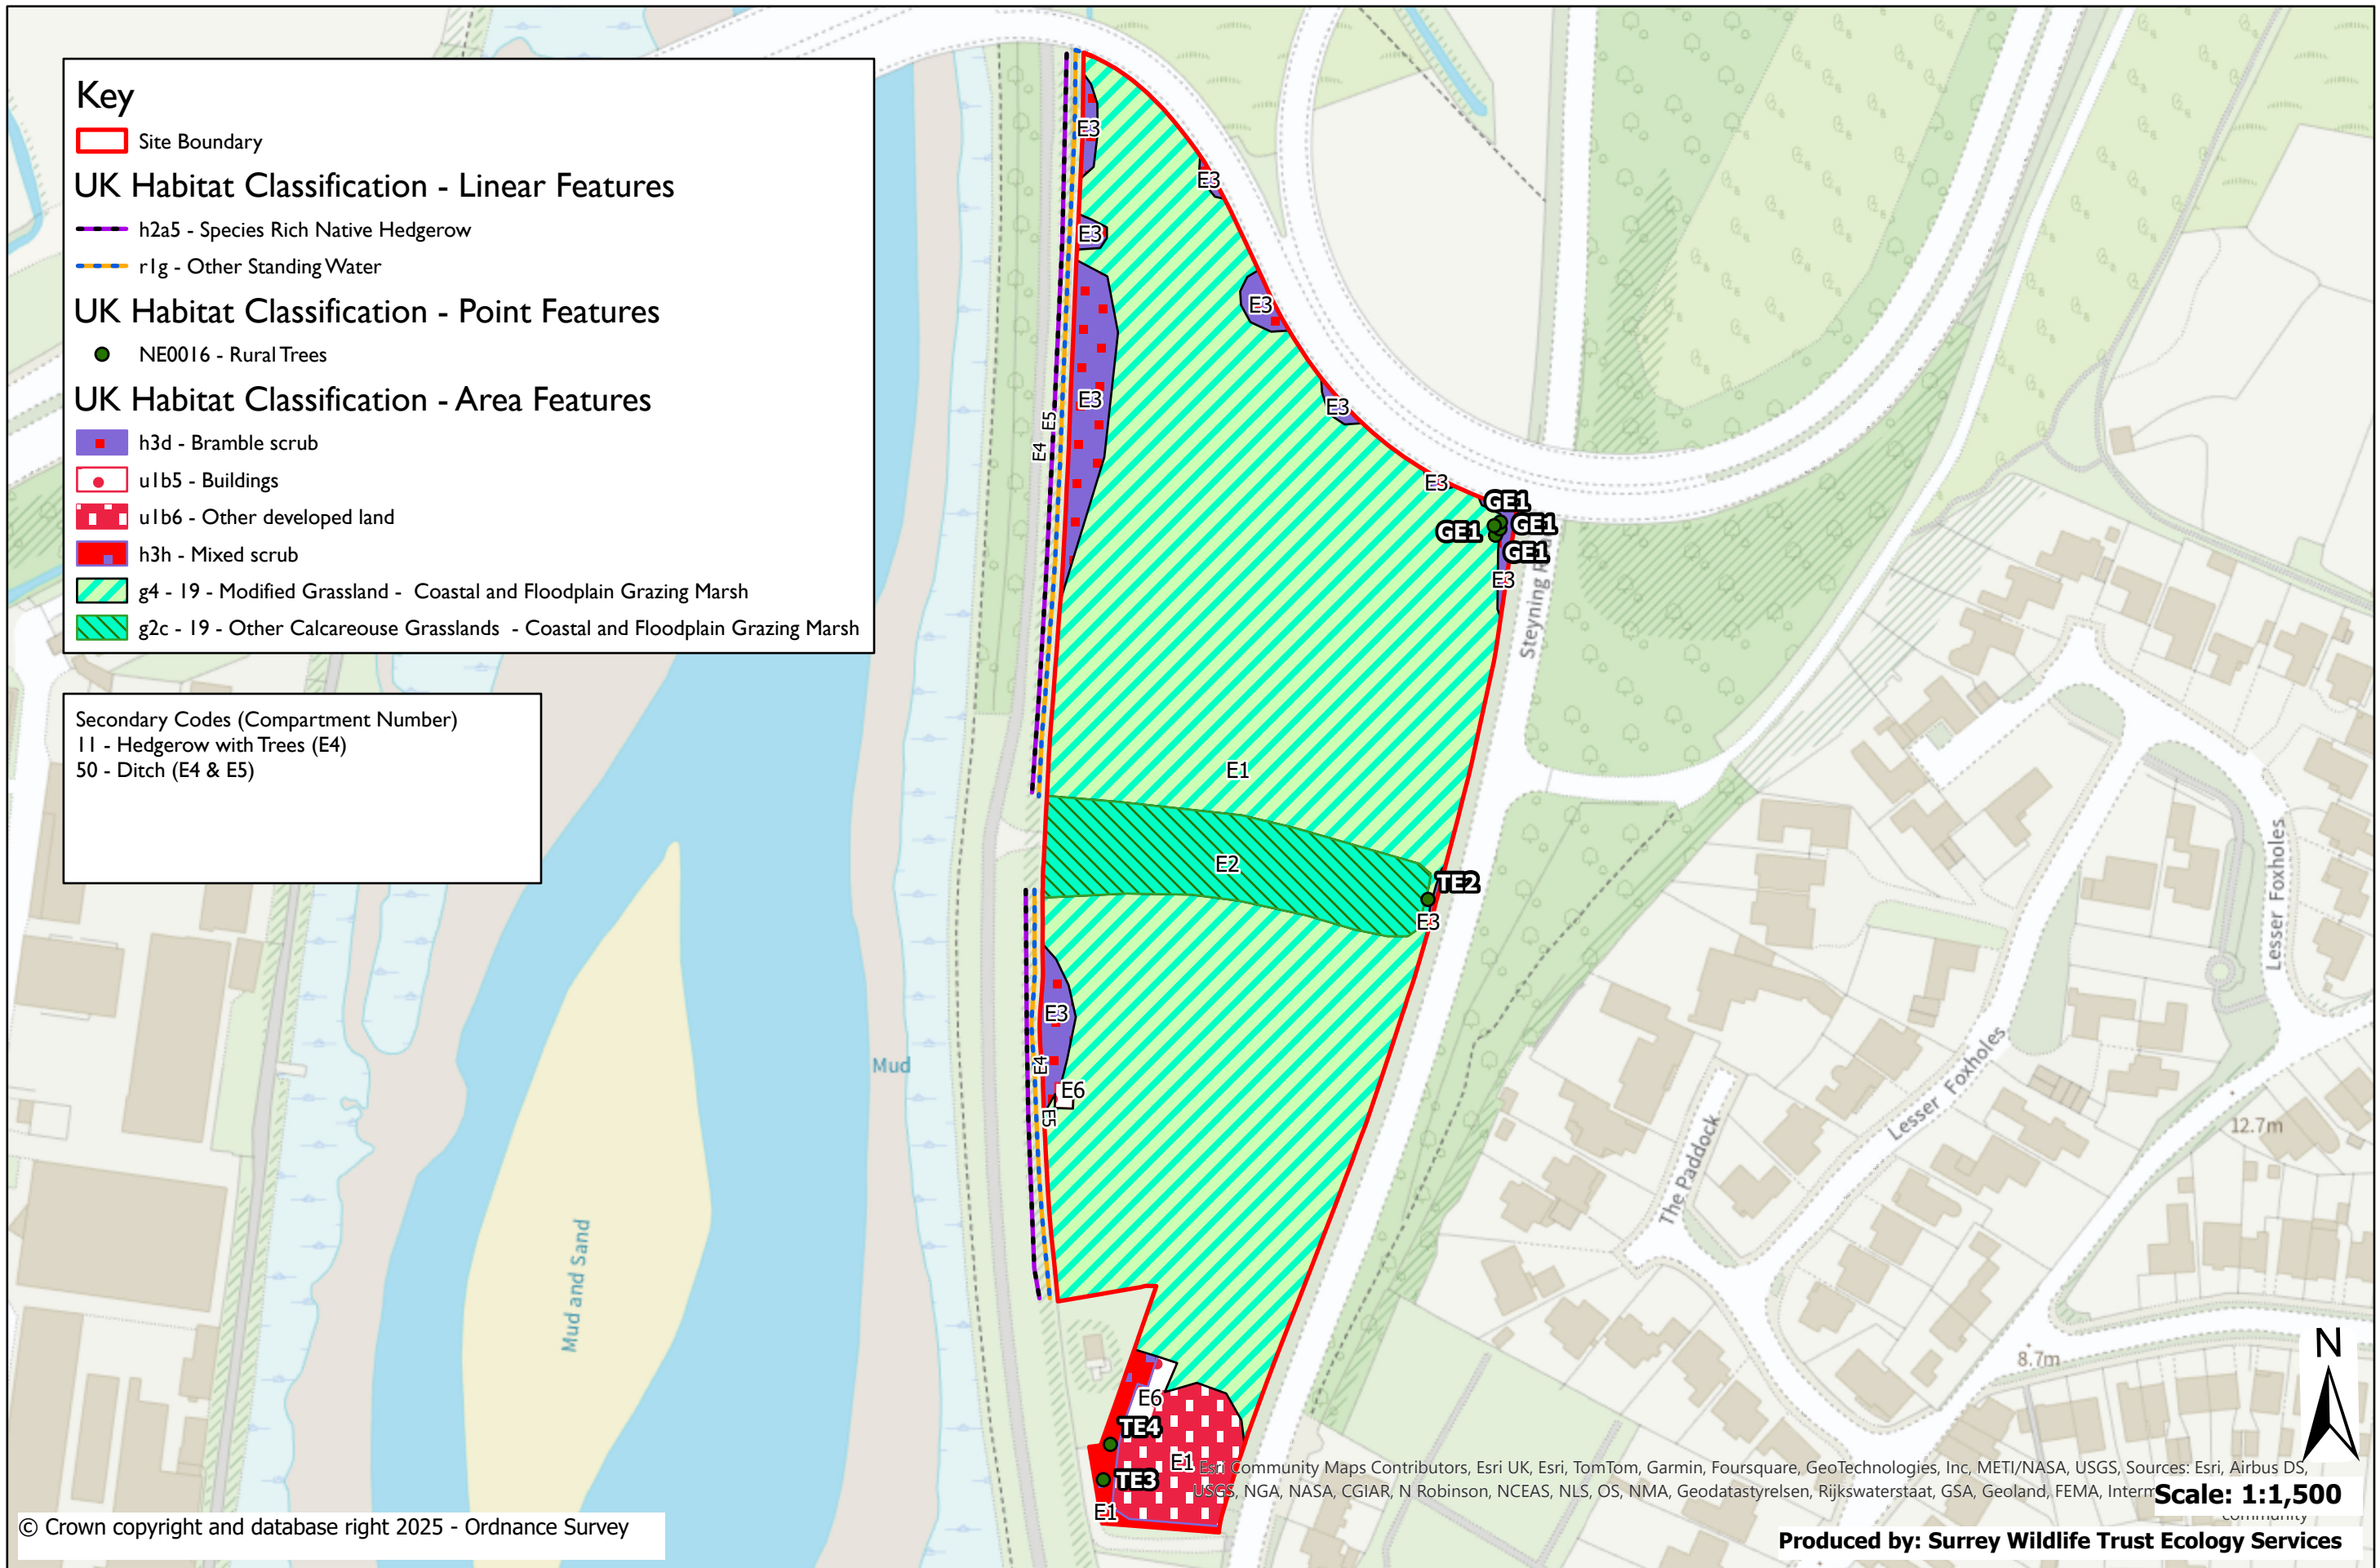 Key
Site Boundary
UK Habitat Classification - Linear Features
h2a5 - Species Rich Native Hedgerow
r1g - Other Standing Water
UK Habitat Classification - Point Features
NE0016 - Rural Trees
UK Habitat Classification - Area Features
h3d - Bramble scrub
u1b5 - Buildings
u1b6 - Other developed land
h3h - Mixed scrub
g4 - 19 - Modified Grassland - Coastal and Floodplain Grazing Marsh
g2c - 19 - Other Calcareouse Grasslands - Coastal and Floodplain Grazing Marsh
Secondary Codes (Compartment Number)
11 - Hedgerow with Trees (E4)
50 - Ditch (E4 & E5)
E3
E3
E3
E3
E3
E5
E4
E3
E3
GE1
GE1
GE1
GE1
E3
Steyning
E1
E2
TE2
E3
E3
E4
E6
E5
Mud
Mud and Sand
Lesser Foxholes
Lesser Foxholes
The Paddock
12.7m
8.7m
E6
TE4
E1
TE3
E1
N
Esri Community Maps Contributors, Esri UK, Esri, TomTom, Garmin, Foursquare, GeoTechnologies, Inc, METI/NASA, USGS, Sources: Esri, Airbus DS,
USGS, NGA, NASA, CGIAR, N Robinson, NCEAS, NLS, OS, NMA, Geodatastyrelsen, Rijkswaterstaat, GSA, Geoland, FEMA, Interm
community
Scale: 1:1,500
© Crown copyright and database right 2025 - Ordnance Survey
Produced by: Surrey Wildlife Trust Ecology Services